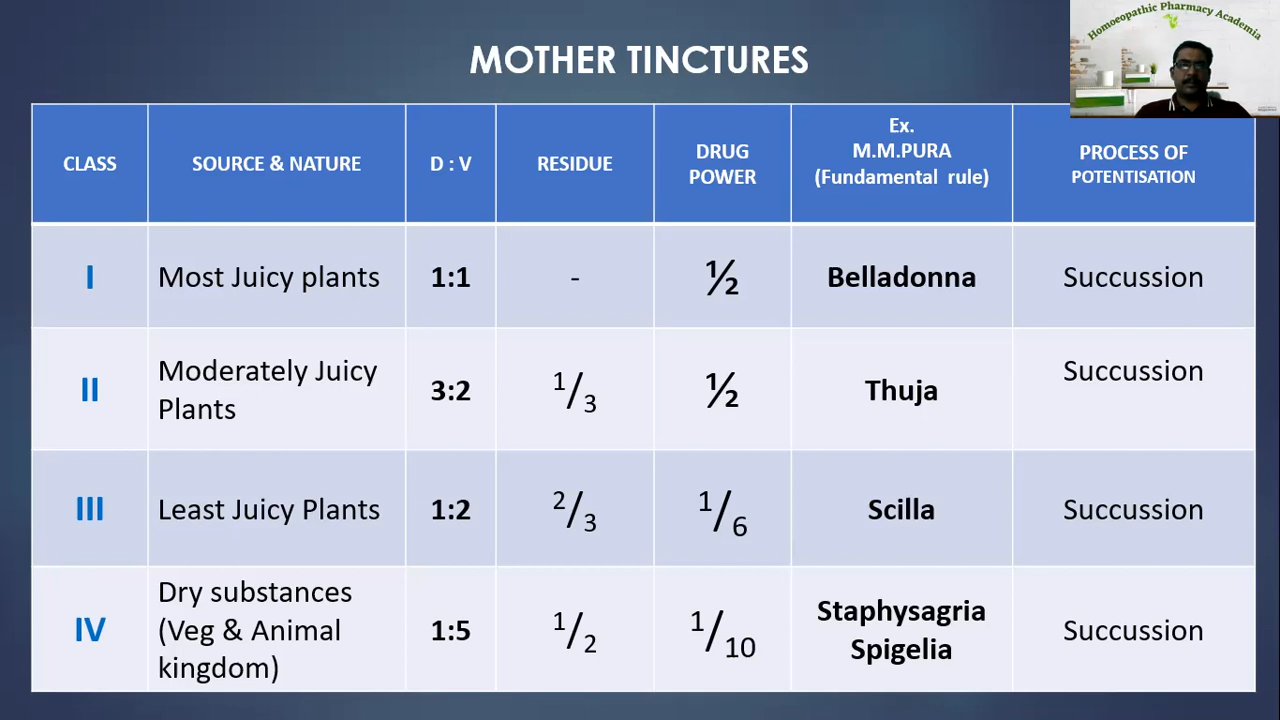 Homoeopathic Pharmacy Academia
MOTHER TINCTURES
CLASS
SOURCE & NATURE
D : V
RESIDUE
DRUG
POWER
Ex.
M.M.PURA
(Fundamental rule)
PROCESS OF
POTENTISATION
I
Most Juicy plants
1:1
-
½
Belladonna
Succussion
II
Moderately Juicy
Plants
3:2
1/3
½
Thuja
Succussion
III
Least Juicy Plants
1:2
2/3
1/6
Scilla
Succussion
IV
Dry substances
(Veg & Animal
kingdom)
1:5
1/2
1/10
Staphysagria
Spigelia
Succussion